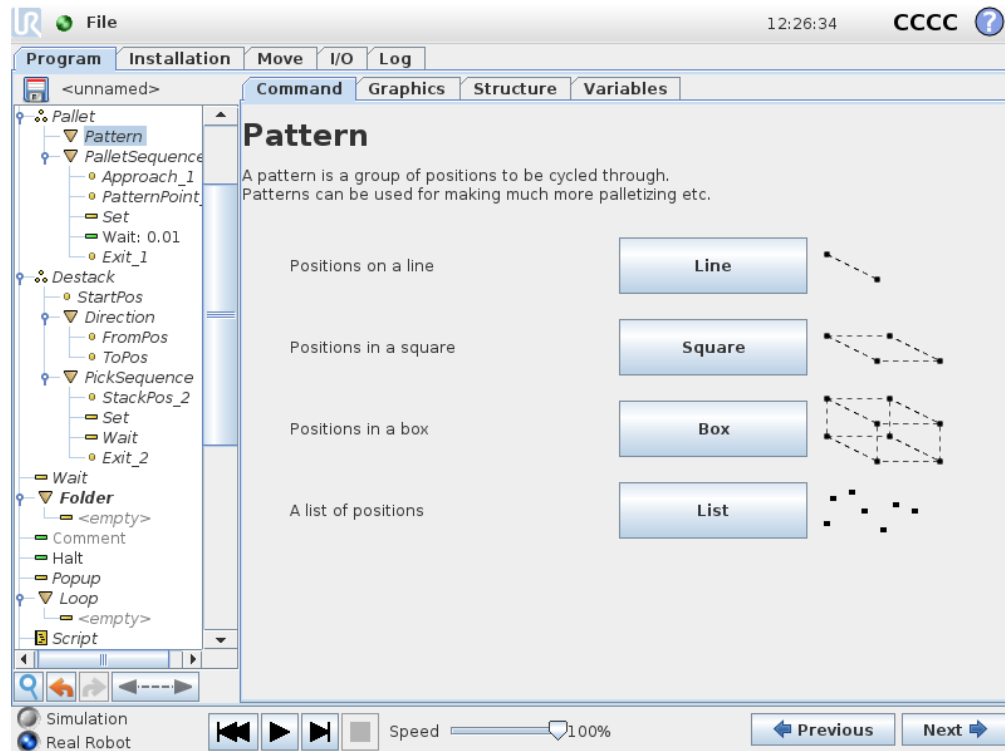 UR File 12:26:34 CCCC ?
Program Installation Move I/O Log
<unnamed>
Command Graphics Structure Variables
Pallet
Pattern
PalletSequence
Approach_1
PatternPoint_
Set
Wait: 0.01
Exit_1
Destack
StartPos
Direction
FromPos
ToPos
PickSequence
StackPos_2
Set
Wait
Exit_2
Wait
Folder
<empty>
Comment
Halt
Popup
Loop
<empty>
Script
Pattern
A pattern is a group of positions to be cycled through.
Patterns can be used for making much more palletizing etc.
Positions on a line Line
Positions in a square Square
Positions in a box Box
A list of positions List
Simulation
Real Robot
Speed 100%
Previous Next